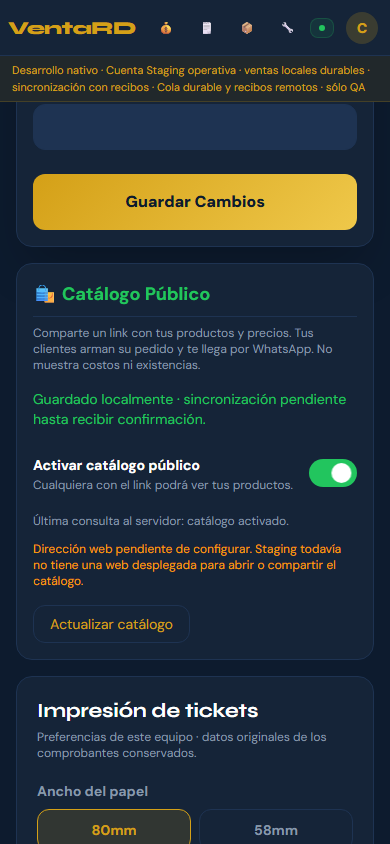 VentaRD
C
Desarrollo nativo · Cuenta Staging operativa · ventas locales durables ·
sincronización con recibos · Cola durable y recibos remotos · sólo QA
Guardar Cambios
Catálogo Público
Comparte un link con tus productos y precios. Tus
clientes arman su pedido y te llega por WhatsApp. No
muestra costos ni existencias.
Guardado localmente · sincronización pendiente
hasta recibir confirmación.
Activar catálogo público
Cualquiera con el link podrá ver tus productos.
Última consulta al servidor: catálogo activado.
Dirección web pendiente de configurar. Staging todavía
no tiene una web desplegada para abrir o compartir el
catálogo.
Actualizar catálogo
Impresión de tickets
Preferencias de este equipo · datos originales de los
comprobantes conservados.
Ancho del papel
80mm
58mm